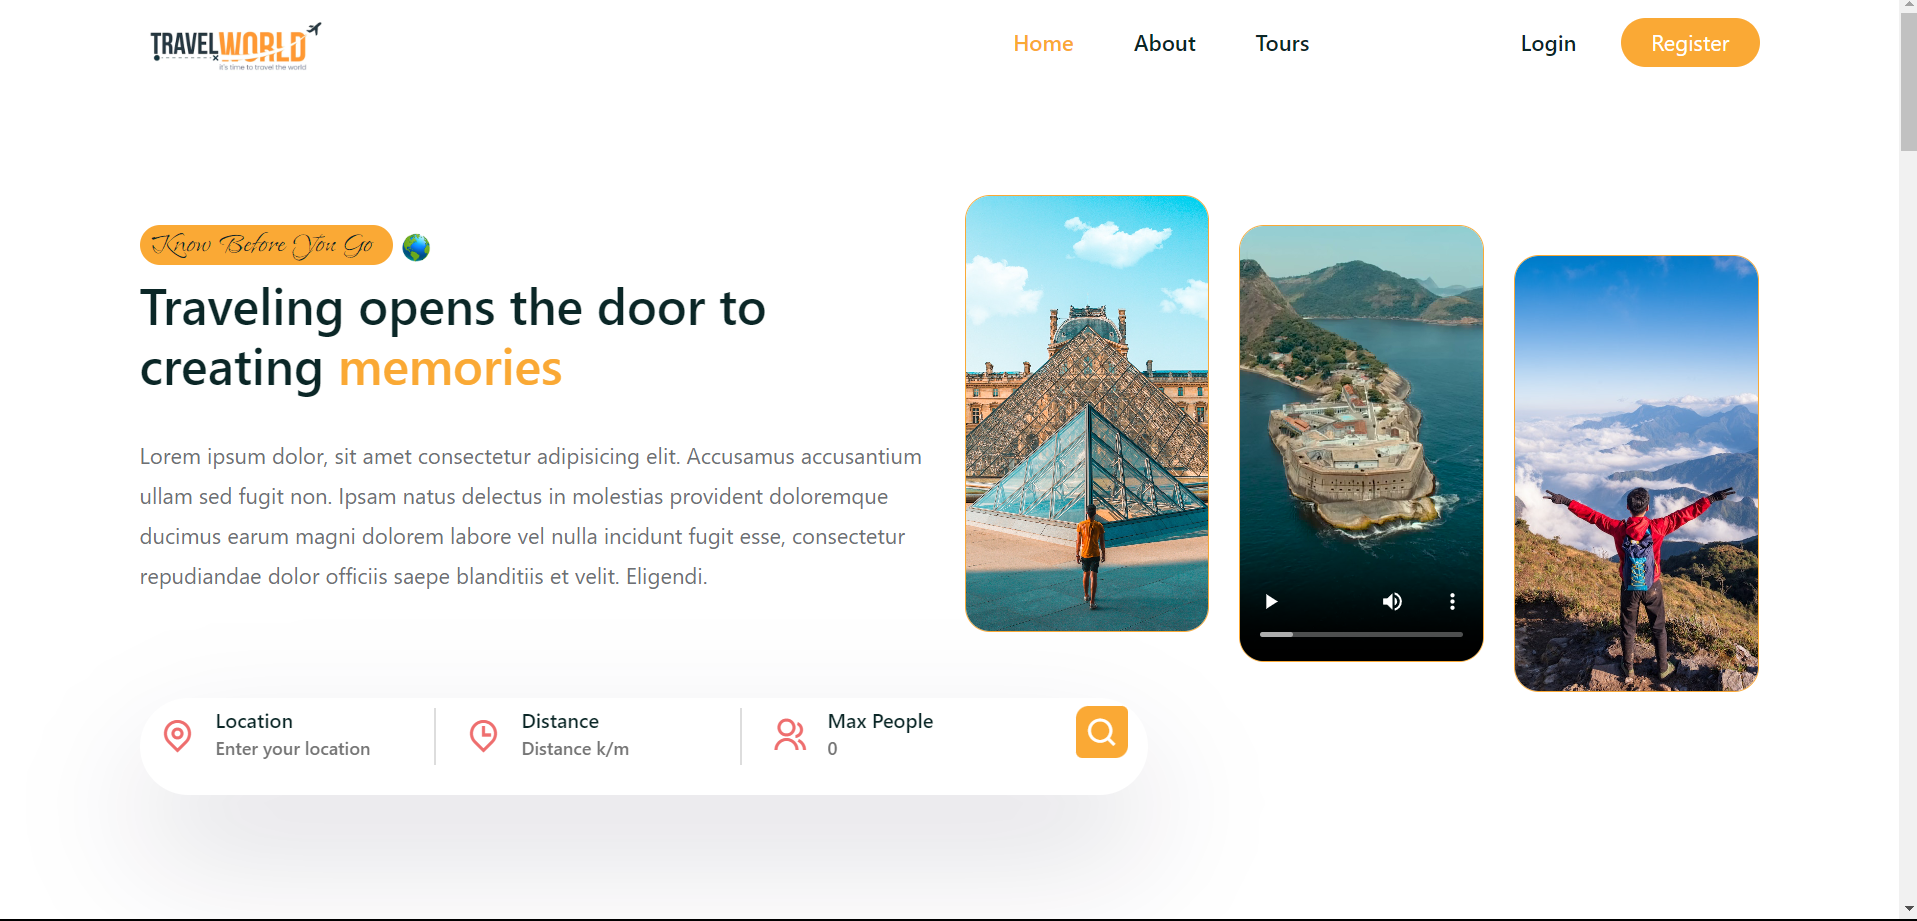 TRAVELWORLD
it's time to travel the world
Home
About
Tours
Login
Register
Know Before You Go
Traveling opens the door to
creating memories
Lorem ipsum dolor, sit amet consectetur adipisicing elit. Accusamus accusantium
ullam sed fugit non. Ipsam natus delectus in molestias provident doloremque
ducimus earum magni dolorem labore vel nulla incidunt fugit esse, consectetur
repudiandae dolor officiis saepe blanditiis et velit. Eligendi.
Location
Enter your location
Distance
Distance k/m
Max People
0